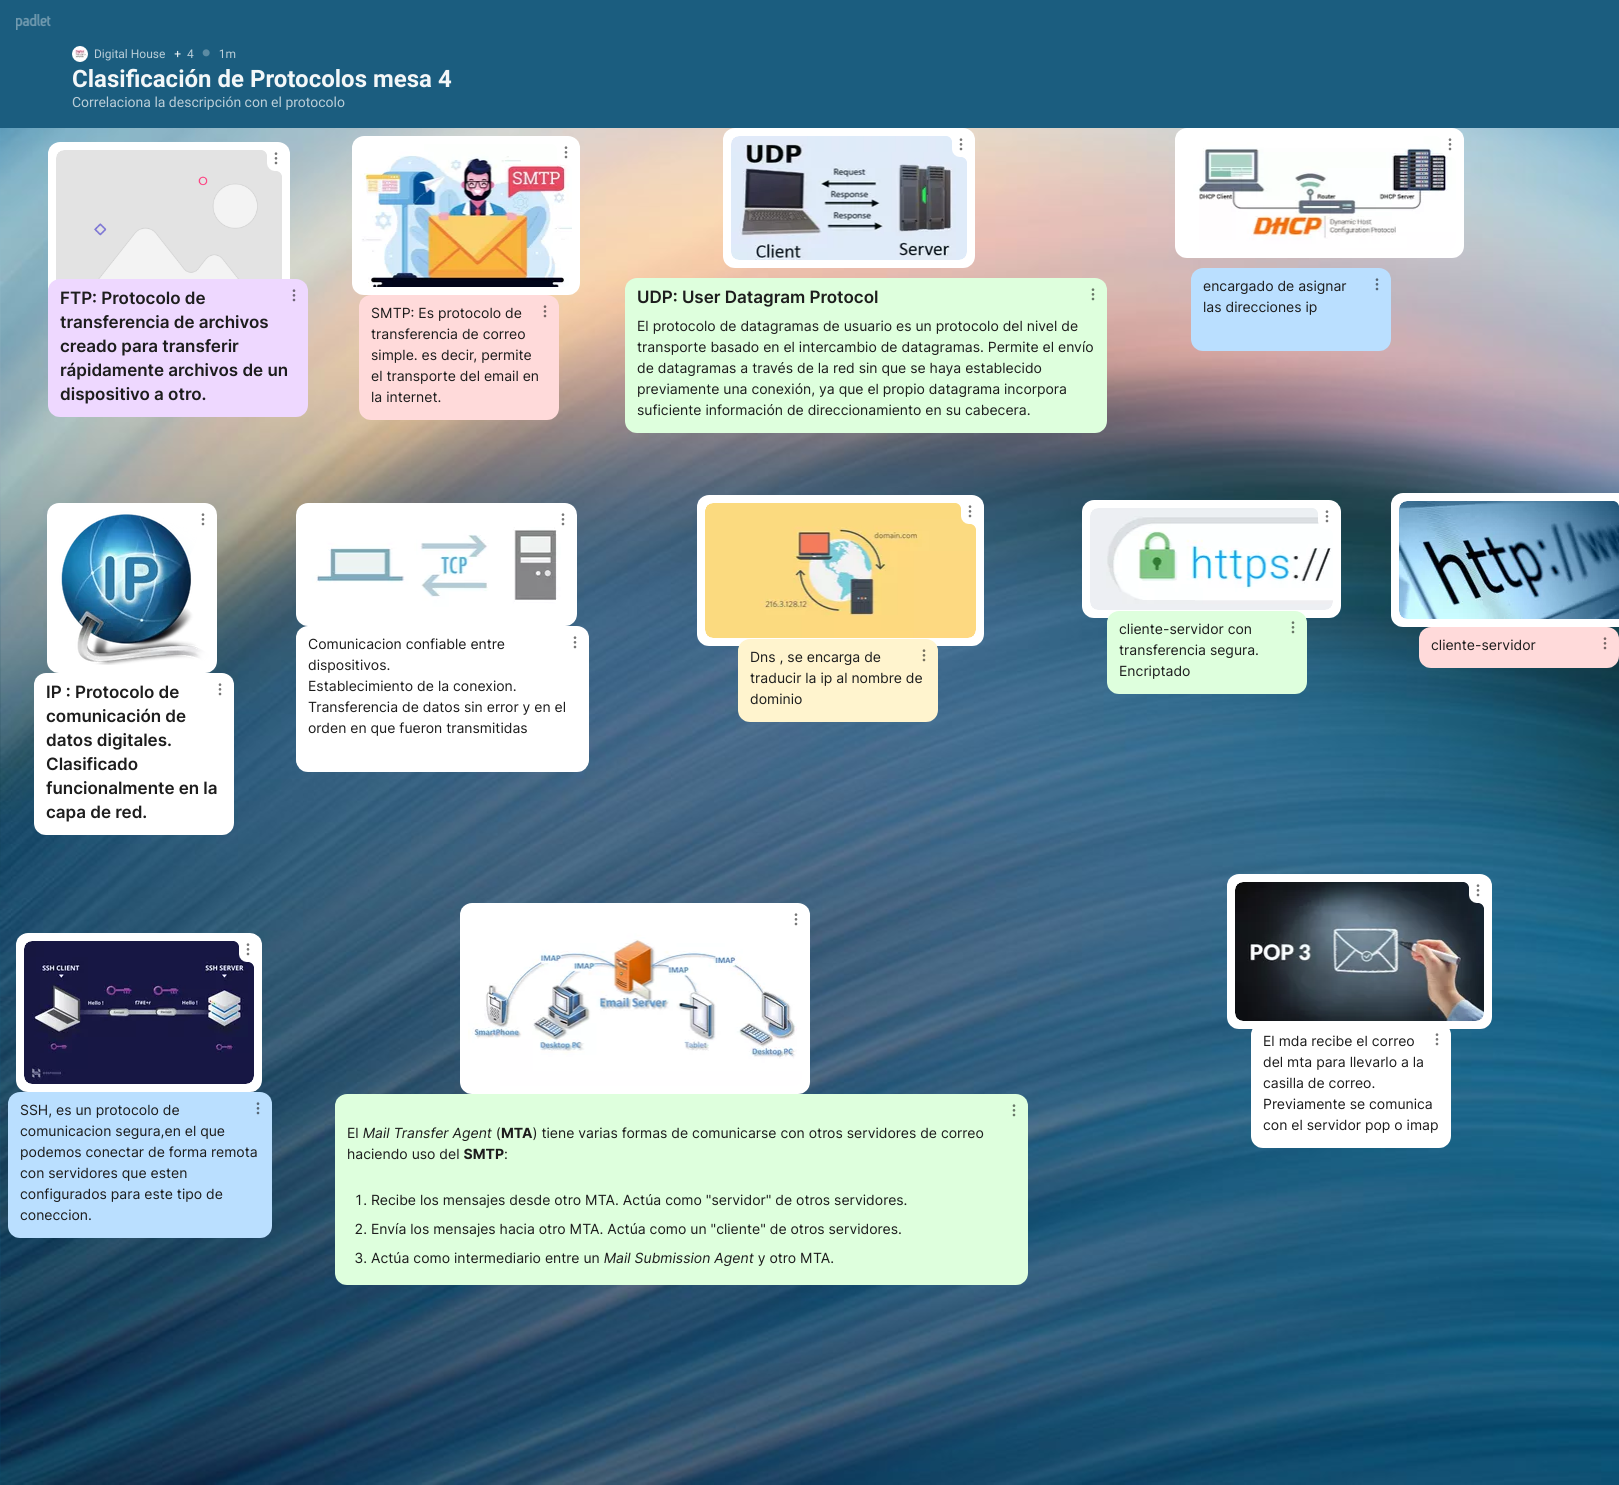 padlet
Digital House + 4 1m
Clasificación de Protocolos mesa 4
Correlaciona la descripción con el protocolo
FTP: Protocolo de
transferencia de archivos
creado para transferir
rápidamente archivos de un
dispositivo a otro.
SMTP
SMTP: Es protocolo de
transferencia de correo
simple. es decir, permite
el transporte del email en
la internet.
UDP
Request
Response
Response
Client
Server
UDP: User Datagram Protocol
El protocolo de datagramas de usuario es un protocolo del nivel de
transporte basado en el intercambio de datagramas. Permite el envío
de datagramas a través de la red sin que se haya establecido
previamente una conexión, ya que el propio datagrama incorpora
suficiente información de direccionamiento en su cabecera.
DHCP Client
Router
DHCP Server
DHCP
Dynamic Host
Configuration Protocol
encargado de asignar
las direcciones ip
IP
IP : Protocolo de
comunicación de
datos digitales.
Clasificado
funcionalmente en la
capa de red.
TCP
Comunicacion confiable entre
dispositivos.
Establecimiento de la conexion.
Transferencia de datos sin error y en el
orden en que fueron transmitidas
domain.com
216.3.128.12
Dns , se encarga de
traducir la ip al nombre de
dominio
https://
cliente-servidor con
transferencia segura.
Encriptado
http://ww
cliente-servidor
SSH CLIENT
SSH SERVER
Hello !
f7#E+r
Hello !
SSH, es un protocolo de
comunicacion segura,en el que
podemos conectar de forma remota
con servidores que esten
configurados para este tipo de
coneccion.
IMAP
IMAP
IMAP
IMAP
Email Server
SmartPhone
Desktop PC
Tablet
Desktop PC
El Mail Transfer Agent (MTA) tiene varias formas de comunicarse con otros servidores de correo
haciendo uso del SMTP:
1. Recibe los mensajes desde otro MTA. Actúa como "servidor" de otros servidores.
2. Envía los mensajes hacia otro MTA. Actúa como un "cliente" de otros servidores.
3. Actúa como intermediario entre un Mail Submission Agent y otro MTA.
POP 3
El mda recibe el correo
del mta para llevarlo a la
casilla de correo.
Previamente se comunica
con el servidor pop o imap